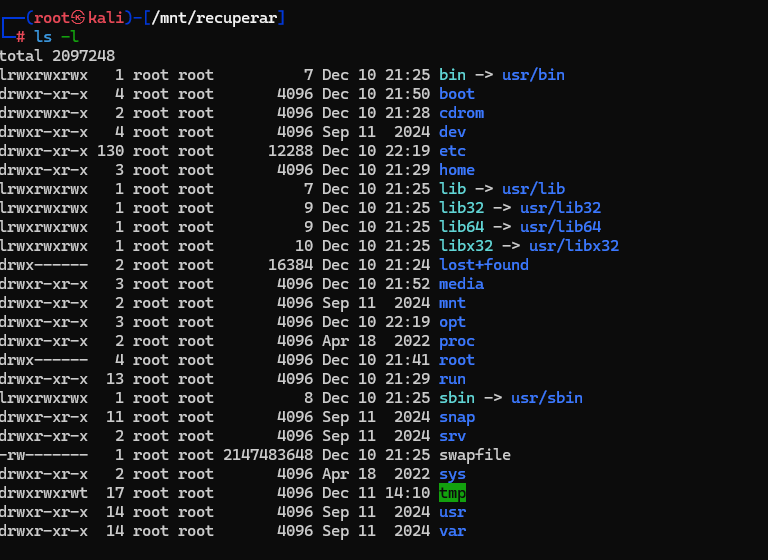 ┌──(root㉿kali)-[/mnt/recuperar]
└─# ls -l
total 2097248
lrwxrwxrwx   1 root root          7 Dec 10 21:25 bin -> usr/bin
drwxr-xr-x   4 root root       4096 Dec 10 21:50 boot
drwxr-xr-x   2 root root       4096 Dec 10 21:28 cdrom
drwxr-xr-x   4 root root       4096 Sep 11  2024 dev
drwxr-xr-x 130 root root      12288 Dec 10 22:19 etc
drwxr-xr-x   3 root root       4096 Dec 10 21:29 home
lrwxrwxrwx   1 root root          7 Dec 10 21:25 lib -> usr/lib
lrwxrwxrwx   1 root root          9 Dec 10 21:25 lib32 -> usr/lib32
lrwxrwxrwx   1 root root          9 Dec 10 21:25 lib64 -> usr/lib64
lrwxrwxrwx   1 root root         10 Dec 10 21:25 libx32 -> usr/libx32
drwx------   2 root root      16384 Dec 10 21:24 lost+found
drwxr-xr-x   3 root root       4096 Dec 10 21:52 media
drwxr-xr-x   2 root root       4096 Sep 11  2024 mnt
drwxr-xr-x   3 root root       4096 Dec 10 22:19 opt
drwxr-xr-x   2 root root       4096 Apr 18  2022 proc
drwx------   4 root root       4096 Dec 10 21:41 root
drwxr-xr-x  13 root root       4096 Dec 10 21:29 run
lrwxrwxrwx   1 root root          8 Dec 10 21:25 sbin -> usr/sbin
drwxr-xr-x  11 root root       4096 Sep 11  2024 snap
drwxr-xr-x   2 root root       4096 Sep 11  2024 srv
-rw-------   1 root root 2147483648 Dec 10 21:25 swapfile
drwxr-xr-x   2 root root       4096 Apr 18  2022 sys
drwxrwxrwt  17 root root       4096 Dec 11 14:10 tmp
drwxr-xr-x  14 root root       4096 Sep 11  2024 usr
drwxr-xr-x  14 root root       4096 Sep 11  2024 var